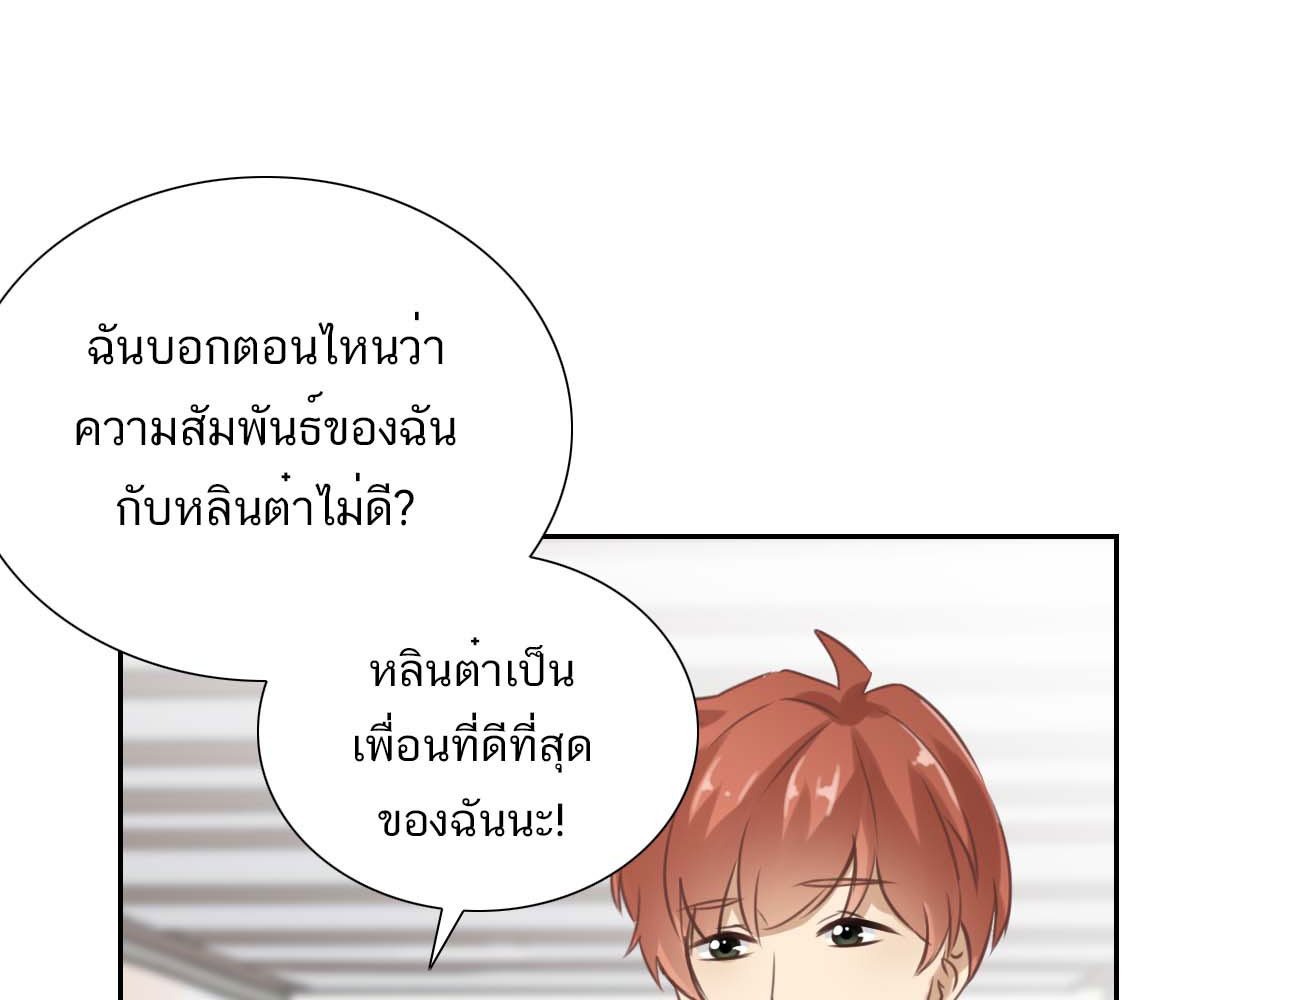 ฉันบอกตอนไหนว่า
ความสัมพันธ์ของฉัน
กับหลินต๋าไม่ดี?
หลินต๋าเป็น
เพื่อนที่ดีที่สุด
ของฉันนะ!